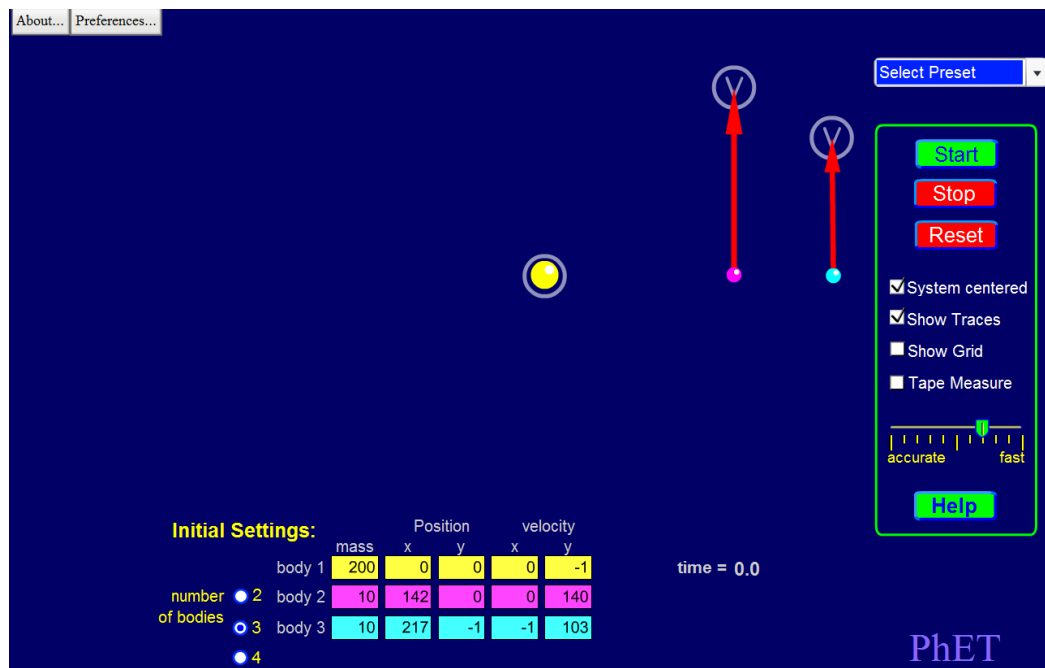 About... Preferences...
Select Preset
V
V
Start
Stop
Reset
System centered
Show Traces
Show Grid
Tape Measure
accurate fast
Help
Initial Settings: Position velocity
mass x y x y
body 1 200 0 0 0 -1
number of bodies
2 body 2 10 142 0 0 140
3 body 3 10 217 -1 -1 103
4
time = 0.0
PhET